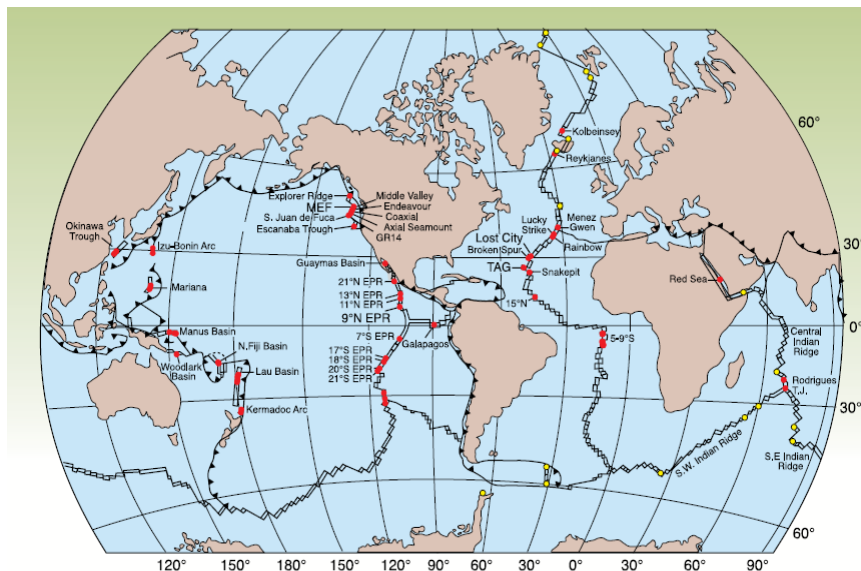 60°
Kolbeinsey
Reykjanes
Explorer Ridge
Middle Valley
MEF
Endeavour
S. Juan de Fuca
Coaxial
Escanaba Trough
Axial Seamount
GR14
Okinawa
Trough
Izu-Bonin Arc
Lucky
Strike
Menez
Gwen
Lost City
Broken Spur
Rainbow
30°
Guaymas Basin
TAG
Snakepit
Red Sea
21°N EPR
Mariana
13°N EPR
11°N EPR
15°N
9°N EPR
0°
Manus Basin
7°S EPR
Galapagos
5-9°S
Central
Indian
Ridge
N.Fiji Basin
17°S EPR
18°S EPR
20°S EPR
21°S EPR
Woodlark
Basin
Lau Basin
Rodrigues
T.J.
Kermadoc Arc
30°
S.W. Indian Ridge
S.E Indian
Ridge
60°
120° 150° 180° 150° 120° 90° 60° 30° 0° 30° 60° 90°